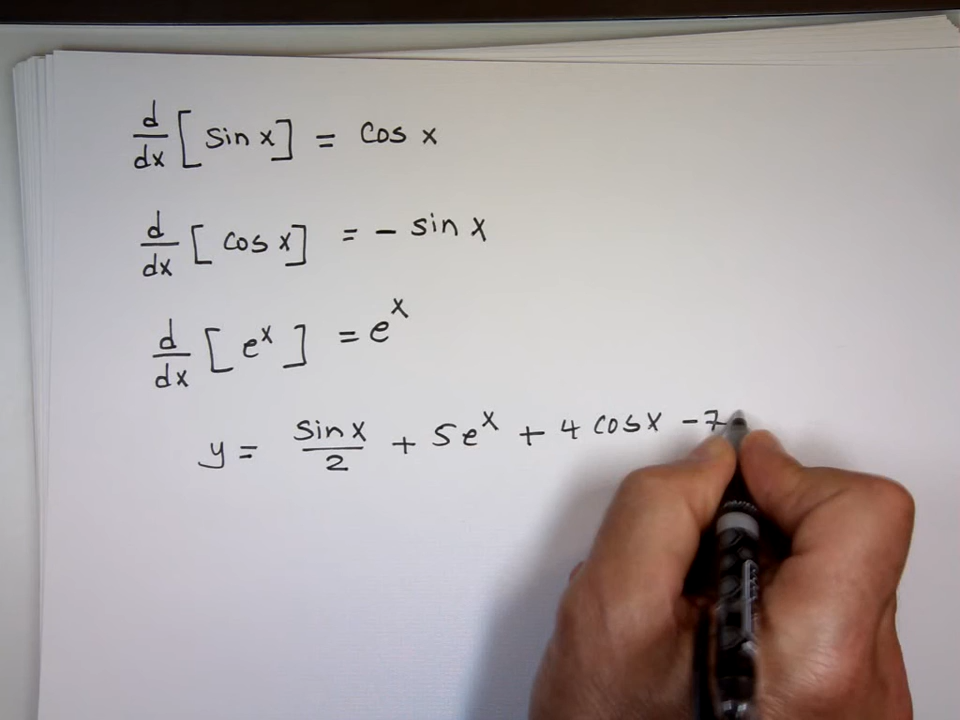 d/dx [sin x] = cos x
d/dx [cos x] = - sin x
d/dx [e^x] = e^x
y = sin x/2 + 5e^x + 4 cos x - 7